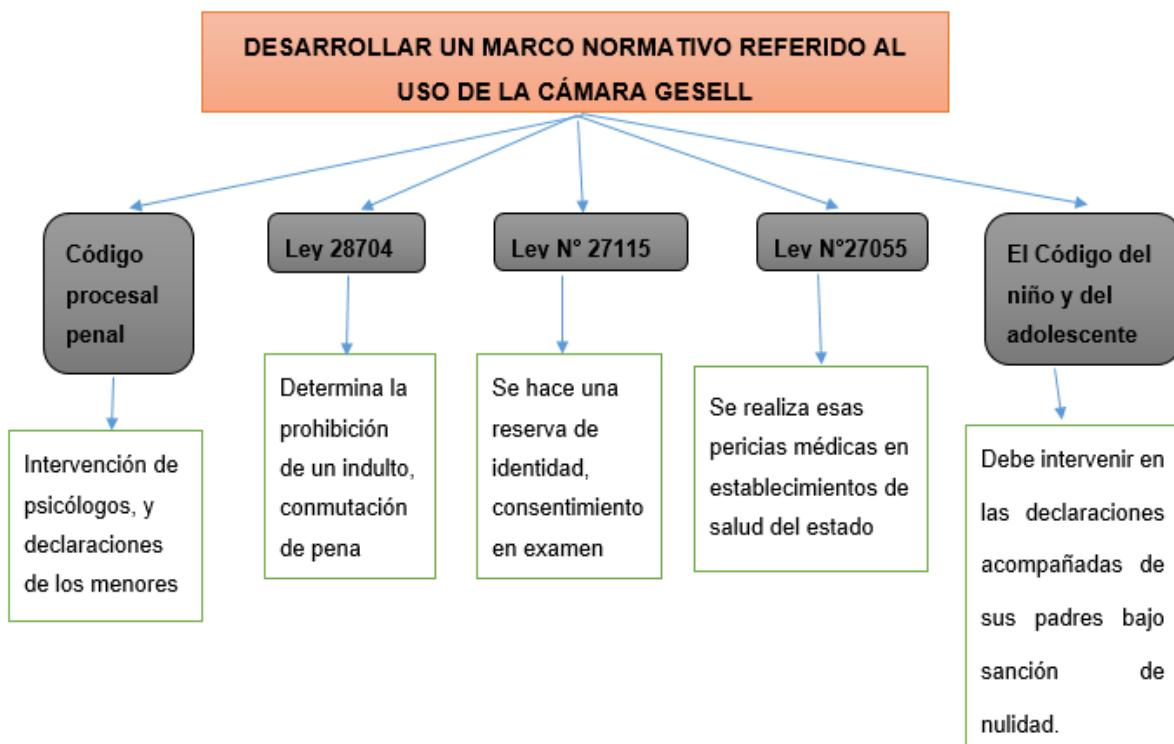 DESARROLLAR UN MARCO NORMATIVO REFERIDO AL
USO DE LA CÁMARA GESELL
Código
procesal
penal
Ley 28704
Ley N° 27115
Ley N°27055
El Código del
niño y del
adolescente
Intervención de
psicólogos, y
declaraciones
de los menores
Determina la
prohibición
de un indulto,
conmutación
de pena
Se hace una
reserva de
identidad,
consentimiento
en examen
Se realiza esas
pericias médicas en
establecimientos de
salud del estado
Debe intervenir en
las declaraciones
acompañadas de
sus padres bajo
sanción de
nulidad.